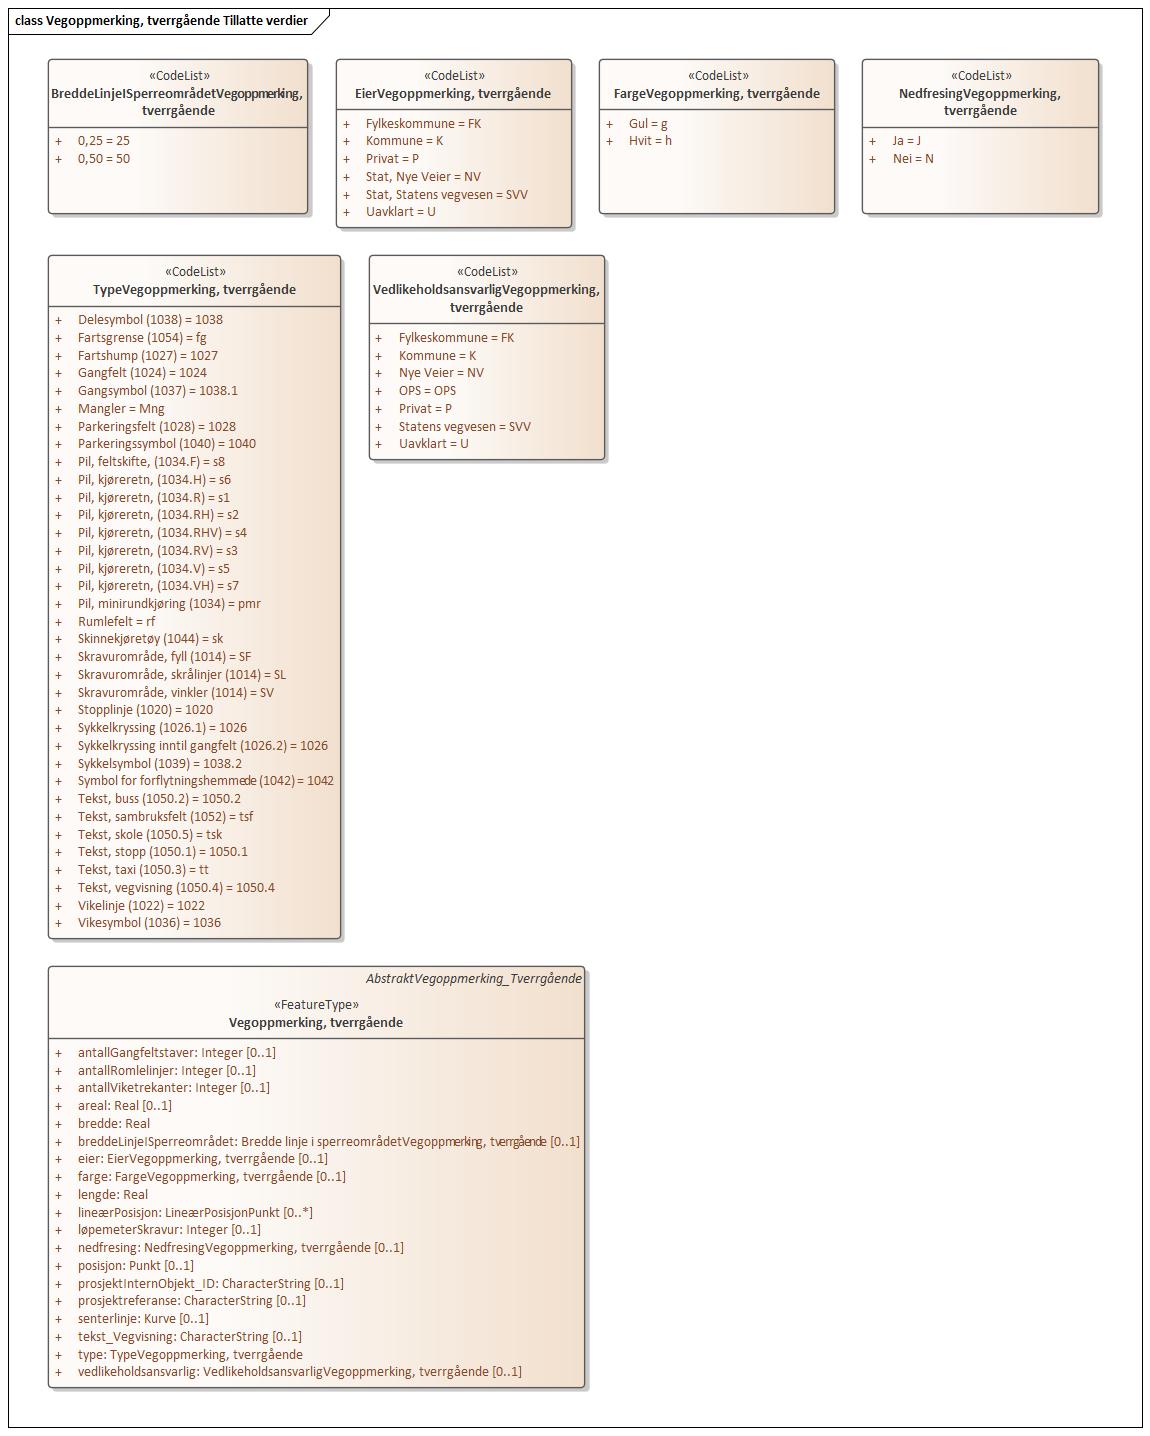 class Vegoppmerking, tverrgående Tillatte verdier
«CodeList»
BreddeLinjeISperreområdetVegoppmerking,
tverrgående
+ 0,25 = 25
+ 0,50 = 50
«CodeList»
EierVegoppmerking, tverrgående
+ Fylkeskommune = FK
+ Kommune = K
+ Privat = P
+ Stat, Nye Veier = NV
+ Stat, Statens vegvesen = SVV
+ Uavklart = U
«CodeList»
FargeVegoppmerking, tverrgående
+ Gul = g
+ Hvit = h
«CodeList»
NedfresingVegoppmerking,
tverrgående
+ Ja = J
+ Nei = N
«CodeList»
TypeVegoppmerking, tverrgående
+ Delesymbol (1038) = 1038
+ Fartsgrense (1054) = fg
+ Fartshump (1027) = 1027
+ Gangfelt (1024) = 1024
+ Gangsymbol (1037) = 1038.1
+ Mangler = Mng
+ Parkeringsfelt (1028) = 1028
+ Parkeringssymbol (1040) = 1040
+ Pil, feltskifte, (1034.F) = s8
+ Pil, kjøreretn, (1034.H) = s6
+ Pil, kjøreretn, (1034.R) = s1
+ Pil, kjøreretn, (1034.RH) = s2
+ Pil, kjøreretn, (1034.RHV) = s4
+ Pil, kjøreretn, (1034.RV) = s3
+ Pil, kjøreretn, (1034.V) = s5
+ Pil, kjøreretn, (1034.VH) = s7
+ Pil, minirundkjøring (1034) = pmr
+ Rumlefelt = rf
+ Skinnekjøretøy (1044) = sk
+ Skravurområde, fyll (1014) = SF
+ Skravurområde, skrålinjer (1014) = SL
+ Skravurområde, vinkler (1014) = SV
+ Stopplinje (1020) = 1020
+ Sykkelkryssing (1026.1) = 1026
+ Sykkelkryssing inntil gangfelt (1026.2) = 1026
+ Sykkelsymbol (1039) = 1038.2
+ Symbol for forflytningshemmede (1042) = 1042
+ Tekst, buss (1050.2) = 1050.2
+ Tekst, sambruksfelt (1052) = tsf
+ Tekst, skole (1050.5) = tsk
+ Tekst, stopp (1050.1) = 1050.1
+ Tekst, taxi (1050.3) = tt
+ Tekst, vegvisning (1050.4) = 1050.4
+ Vikelinje (1022) = 1022
+ Vikesymbol (1036) = 1036
«CodeList»
VedlikeholdsansvarligVegoppmerking,
tverrgående
+ Fylkeskommune = FK
+ Kommune = K
+ Nye Veier = NV
+ OPS = OPS
+ Privat = P
+ Statens vegvesen = SVV
+ Uavklart = U
AbstraktVegoppmerking_Tverrgående
«FeatureType»
Vegoppmerking, tverrgående
+ antallGangfeltstaver: Integer [0..1]
+ antallRomlelinjer: Integer [0..1]
+ antallViketrekanter: Integer [0..1]
+ areal: Real [0..1]
+ bredde: Real
+ breddeLinjeISperreområdet: Bredde linje i sperreområdetVegoppmerking, tverrgående [0..1]
+ eier: EierVegoppmerking, tverrgående [0..1]
+ farge: FargeVegoppmerking, tverrgående [0..1]
+ lengde: Real
+ lineærPosisjon: LineærPosisjonPunkt [0..*]
+ løpemeterSkravur: Integer [0..1]
+ nedfresing: NedfresingVegoppmerking, tverrgående [0..1]
+ posisjon: Punkt [0..1]
+ prosjektInternObjekt_ID: CharacterString [0..1]
+ prosjektreferanse: CharacterString [0..1]
+ senterlinje: Kurve [0..1]
+ tekst_Vegvisning: CharacterString [0..1]
+ type: TypeVegoppmerking, tverrgående
+ vedlikeholdsansvarlig: VedlikeholdsansvarligVegoppmerking, tverrgående [0..1]